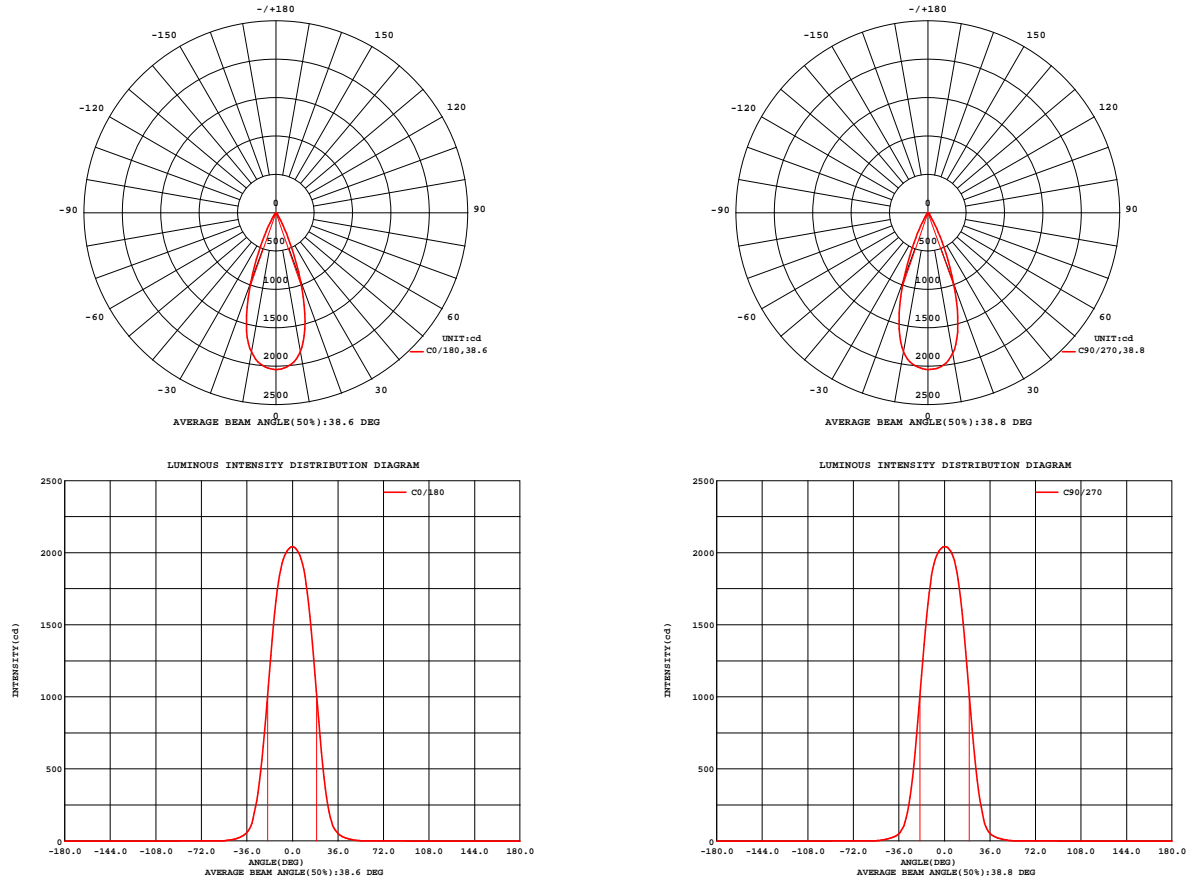 -/+180
-150
150
-120
120
-90
90
0
500
1000
1500
2000
2500
-60
60
-30
30
0
UNIT:cd
C0/180,38.6
AVERAGE BEAM ANGLE(50%):38.6 DEG
-/+180
-150
150
-120
120
-90
90
0
500
1000
1500
2000
2500
-60
60
-30
30
0
UNIT:cd
C90/270,38.8
AVERAGE BEAM ANGLE(50%):38.8 DEG
LUMINOUS INTENSITY DISTRIBUTION DIAGRAM
C0/180
2500
2000
1500
1000
500
0
INTENSITY(cd)
-180.0 -144.0 -108.0 -72.0 -36.0 0.0 36.0 72.0 108.0 144.0 180.0
ANGLE(DEG)
AVERAGE BEAM ANGLE(50%):38.6 DEG
LUMINOUS INTENSITY DISTRIBUTION DIAGRAM
C90/270
2500
2000
1500
1000
500
0
INTENSITY(cd)
-180.0 -144.0 -108.0 -72.0 -36.0 0.0 36.0 72.0 108.0 144.0 180.0
ANGLE(DEG)
AVERAGE BEAM ANGLE(50%):38.8 DEG